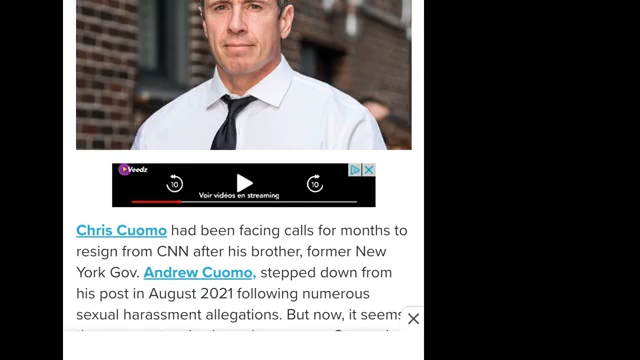 Veedz
10
10
Voir vidéos en streaming
Chris Cuomo had been facing calls for months to
resign from CNN after his brother, former New
York Gov. Andrew Cuomo, stepped down from
his post in August 2021 following numerous
sexual harassment allegations. But now, it seems